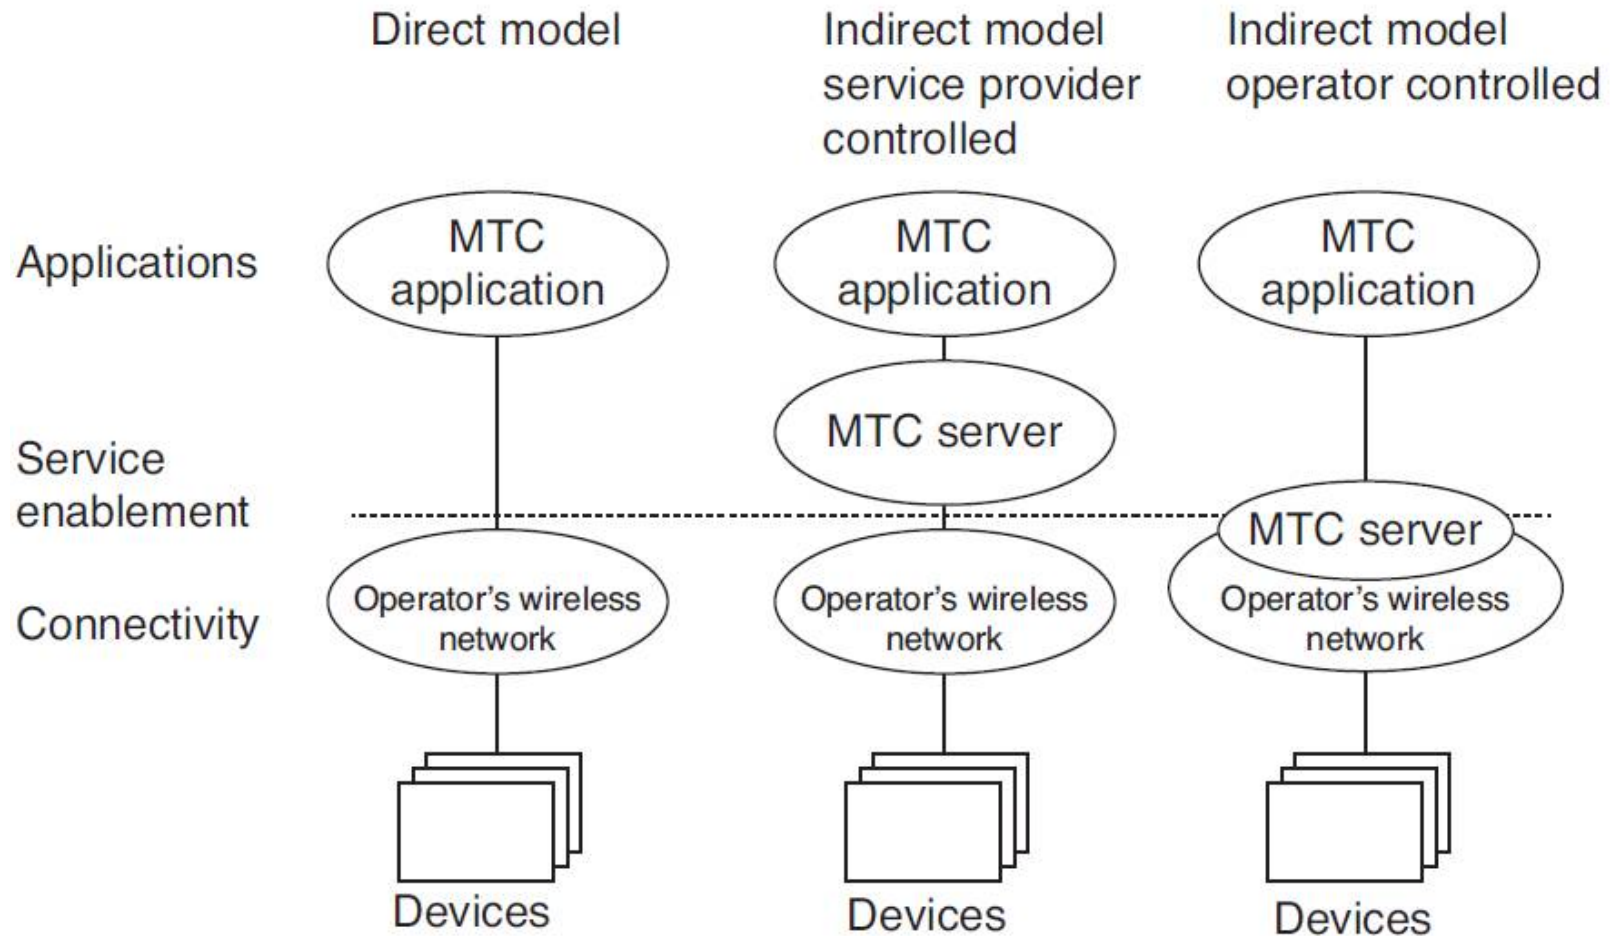 Direct model
Indirect model
service provider
controlled
Indirect model
operator controlled
Applications
MTC
application
MTC
application
MTC
application
MTC server
Service
enablement
MTC server
Connectivity
Operator’s wireless
network
Operator’s wireless
network
Operator’s wireless
network
Devices
Devices
Devices